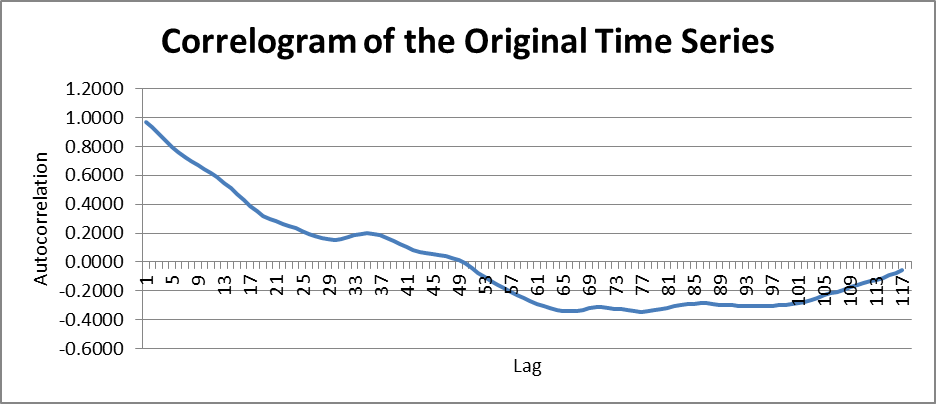 Correlogram of the Original Time Series
1.2000
1.0000
0.8000
0.6000
0.4000
0.2000
0.0000
-0.2000
-0.4000
-0.6000
Autocorrelation
1 5 9 13 17 21 25 29 33 37 41 45 49 53 57 61 65 69 73 77 81 85 89 93 97 101 105 109 113 117
Lag